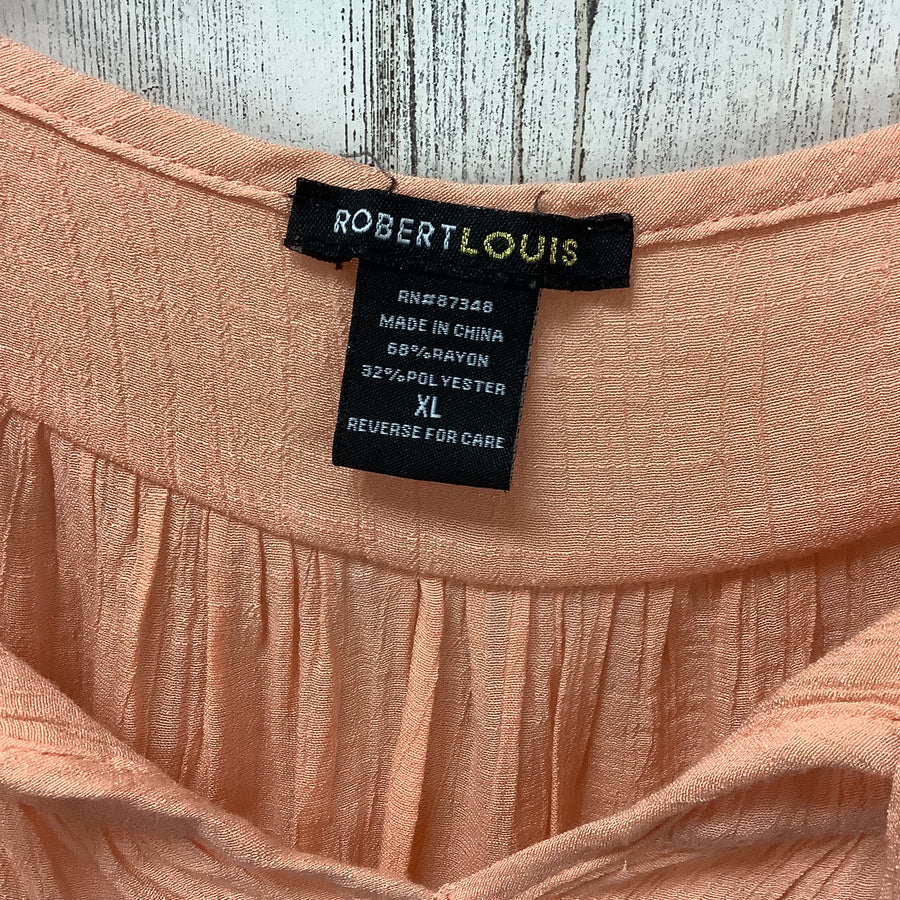 ROBERTLOUIS
RN#87348
MADE IN CHINA
68%RAYON
32%POLYESTER
XL
REVERSE FOR CARE